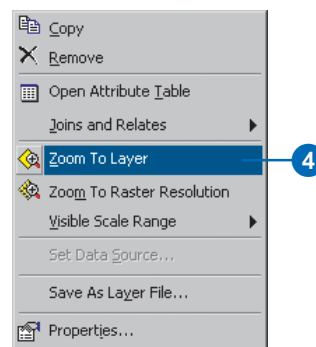 Copy
Remove
Open Attribute Table
Joins and Relates
Zoom To Layer
4
Zoom To Raster Resolution
Visible Scale Range
Set Data Source...
Save As Layer File...
Properties...